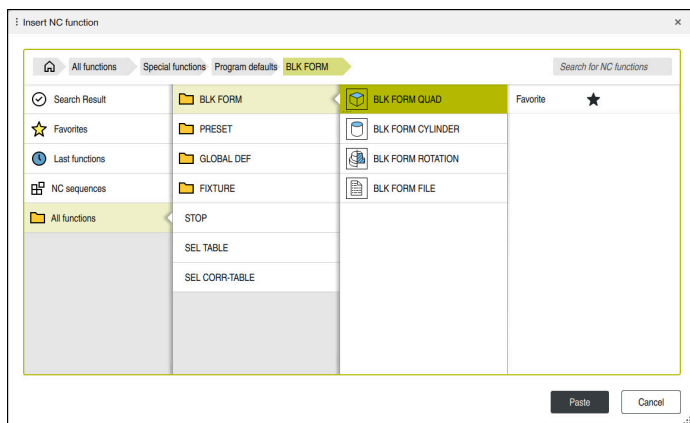 Insert NC function
All functions Special functions Program defaults BLK FORM Search for NC functions
Search Result BLK FORM BLK FORM QUAD Favorite
Favorites PRESET BLK FORM CYLINDER
Last functions GLOBAL DEF BLK FORM ROTATION
NC sequences FIXTURE BLK FORM FILE
All functions STOP
SEL TABLE
SEL CORR-TABLE
Paste Cancel